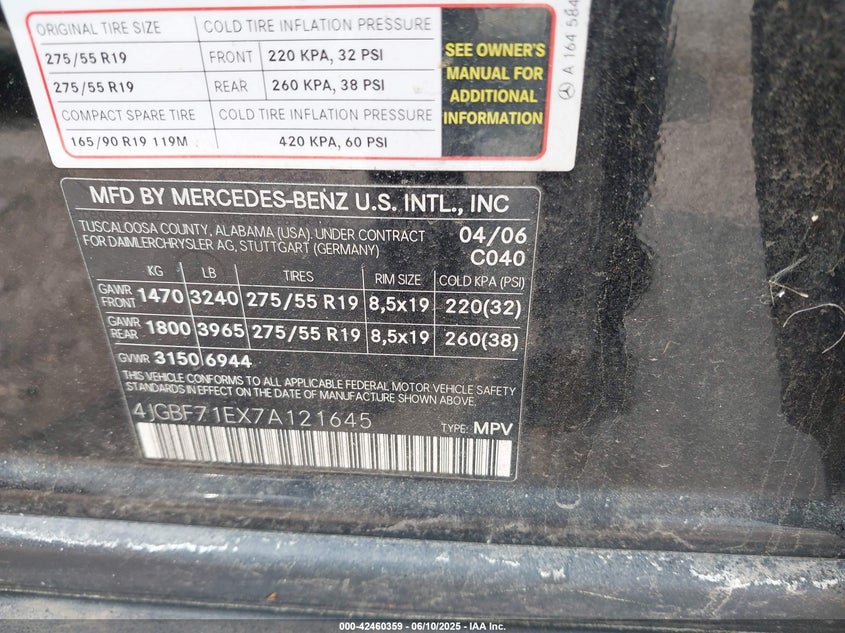 ORIGINAL TIRE SIZE COLD TIRE INFLATION PRESSURE
275/55 R19 FRONT 220 KPA, 32 PSI
275/55 R19 REAR 260 KPA, 38 PSI
COMPACT SPARE TIRE COLD TIRE INFLATION PRESSURE
165/90 R19 119M 420 KPA, 60 PSI
SEE OWNER'S
MANUAL FOR
ADDITIONAL
INFORMATION
A 164 584
MFD BY MERCEDES-BENZ U.S. INTL., INC
TUSCALOOSA COUNTY, ALABAMA (USA), UNDER CONTRACT 04/06
FOR DAIMLERCHRYSLER AG, STUTTGART (GERMANY) C040
KG LB TIRES RIM SIZE COLD KPA (PSI)
GAWR FRONT 1470 3240 275/55 R19 8,5x19 220(32)
GAWR REAR 1800 3965 275/55 R19 8,5x19 260(38)
GVWR 3150 6944
THIS VEHICLE CONFORMS TO ALL APPLICABLE FEDERAL MOTOR VEHICLE SAFETY
STANDARDS IN EFFECT ON THE DATE OF MANUFACTURE SHOWN ABOVE.
4JGBF71EX7A121645 TYPE: MPV
000-42460359 - 06/10/2025 - IAA Inc.